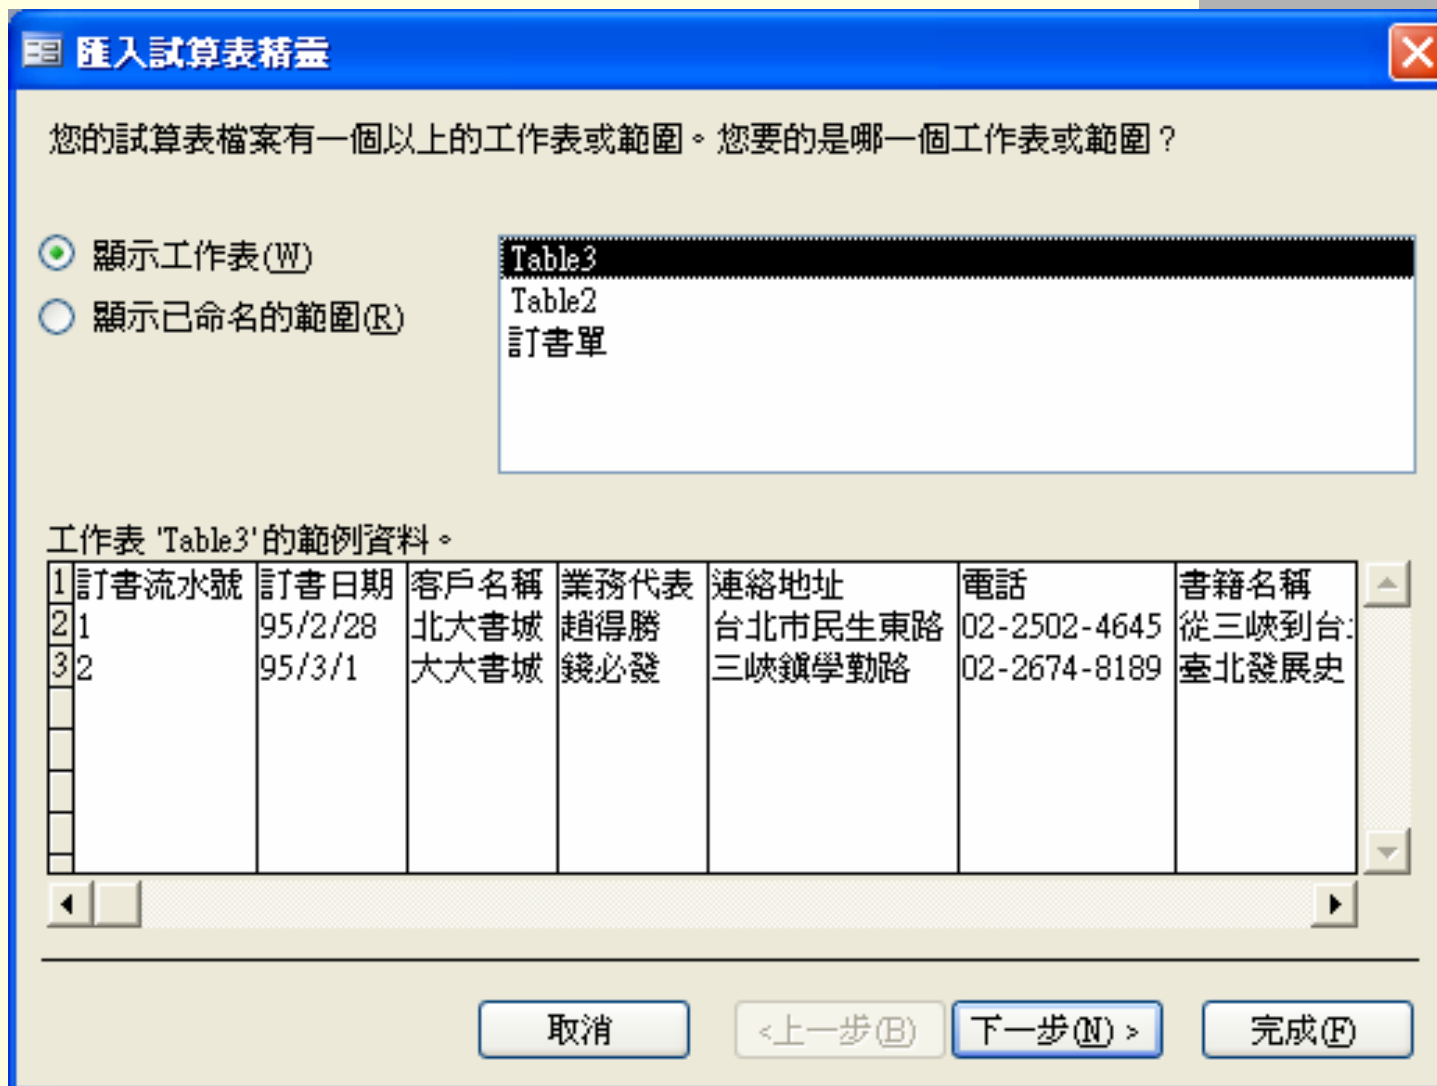 匯入試算表精靈
您的試算表檔案有一個以上的工作表或範圍。您要的是哪一個工作表或範圍？
顯示工作表(W)
顯示已命名的範圍(R)
Table3
Table2
訂書單
工作表 'Table3' 的範例資料。
1 訂書流水號 訂書日期 客戶名稱 業務代表 連絡地址 電話 書籍名稱
2 1 95/2/28 北大書城 趙得勝 台北市民生東路 02-2502-4645 從三峽到台
3 2 95/3/1 大大書城 錢必發 三峽鎮學勤路 02-2674-8189 臺北發展史
取消 <上一步(B) 下一步(N) > 完成(F)